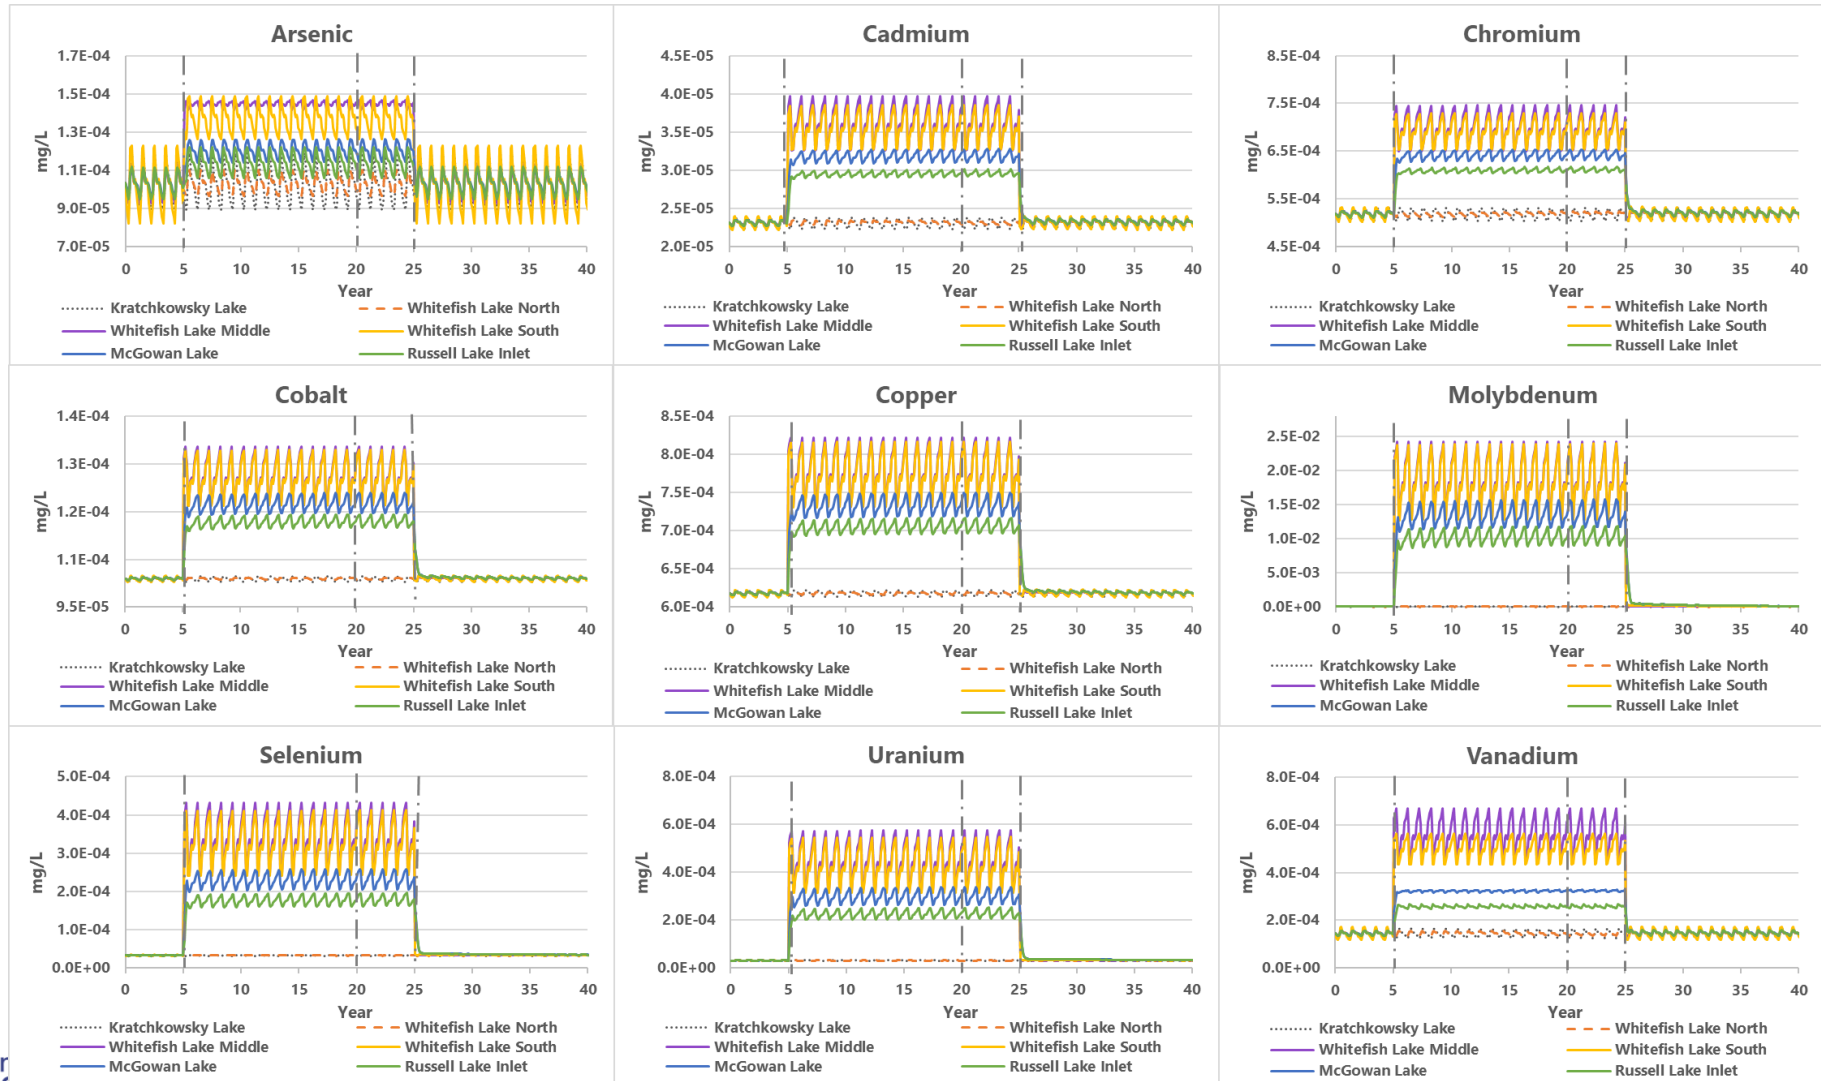 Arsenic
1.7E-04
1.5E-04
1.3E-04
1.1E-04
9.0E-05
7.0E-05
mg/L
0 5 10 15 20 25 30 35 40
Year
Kratchkowsky Lake Whitefish Lake North
Whitefish Lake Middle Whitefish Lake South
McGowan Lake Russell Lake Inlet
Cadmium
4.5E-05
4.0E-05
3.5E-05
3.0E-05
2.5E-05
2.0E-05
mg/L
0 5 10 15 20 25 30 35 40
Year
Kratchkowsky Lake Whitefish Lake North
Whitefish Lake Middle Whitefish Lake South
McGowan Lake Russell Lake Inlet
Chromium
8.5E-04
7.5E-04
6.5E-04
5.5E-04
4.5E-04
mg/L
0 5 10 15 20 25 30 35 40
Year
Kratchkowsky Lake Whitefish Lake North
Whitefish Lake Middle Whitefish Lake South
McGowan Lake Russell Lake Inlet
Cobalt
1.4E-04
1.3E-04
1.2E-04
1.1E-04
9.5E-05
mg/L
0 5 10 15 20 25 30 35 40
Year
Kratchkowsky Lake Whitefish Lake North
Whitefish Lake Middle Whitefish Lake South
McGowan Lake Russell Lake Inlet
Copper
8.5E-04
8.0E-04
7.5E-04
7.0E-04
6.5E-04
6.0E-04
mg/L
0 5 10 15 20 25 30 35 40
Year
Kratchkowsky Lake Whitefish Lake North
Whitefish Lake Middle Whitefish Lake South
McGowan Lake Russell Lake Inlet
Molybdenum
2.5E-02
2.0E-02
1.5E-02
1.0E-02
5.0E-03
0.0E+00
mg/L
0 5 10 15 20 25 30 35 40
Year
Kratchkowsky Lake Whitefish Lake North
Whitefish Lake Middle Whitefish Lake South
McGowan Lake Russell Lake Inlet
Selenium
5.0E-04
4.0E-04
3.0E-04
2.0E-04
1.0E-04
0.0E+00
mg/L
0 5 10 15 20 25 30 35 40
Year
Kratchkowsky Lake Whitefish Lake North
Whitefish Lake Middle Whitefish Lake South
McGowan Lake Russell Lake Inlet
Uranium
8.0E-04
6.0E-04
4.0E-04
2.0E-04
0.0E+00
mg/L
0 5 10 15 20 25 30 35 40
Year
Kratchkowsky Lake Whitefish Lake North
Whitefish Lake Middle Whitefish Lake South
McGowan Lake Russell Lake Inlet
Vanadium
8.0E-04
6.0E-04
4.0E-04
2.0E-04
0.0E+00
mg/L
0 5 10 15 20 25 30 35 40
Year
Kratchkowsky Lake Whitefish Lake North
Whitefish Lake Middle Whitefish Lake South
McGowan Lake Russell Lake Inlet